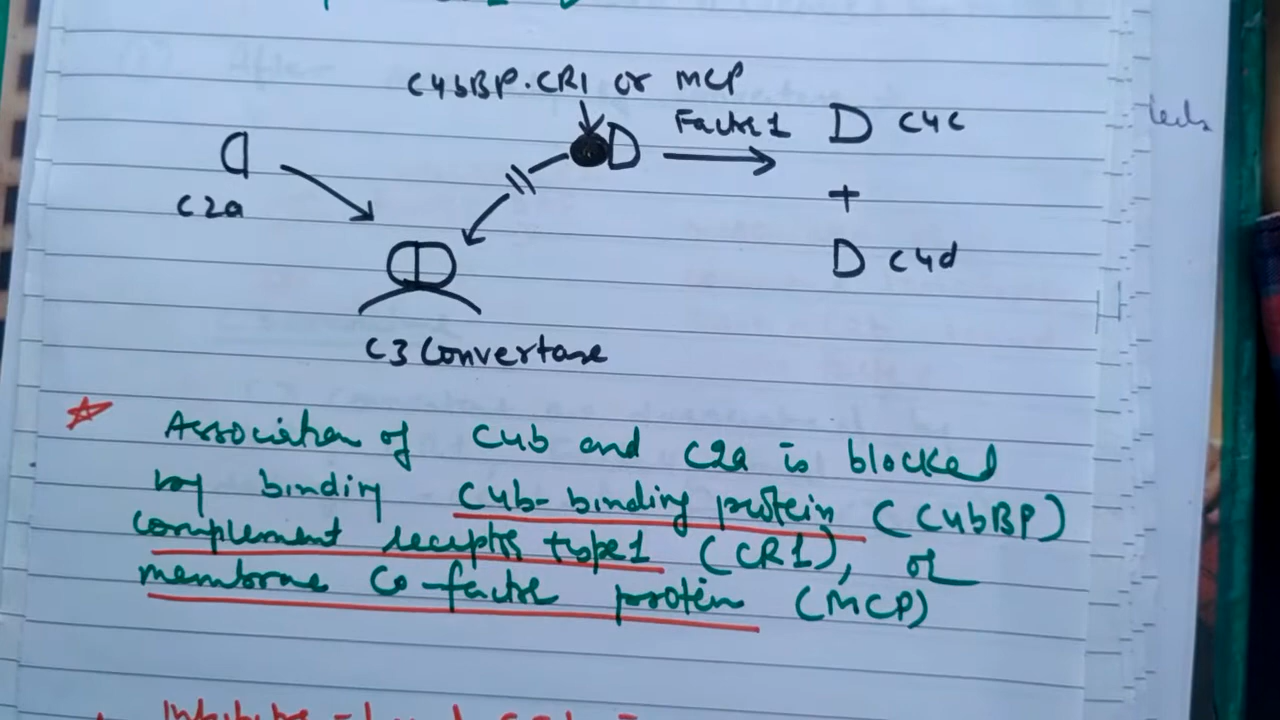 C4bBP.CR1 or MCP
Factor 1
D C4C
C2a
+
D C4d
C3 Convertase
Association of C4b and C2a is blocked
by binding C4b-binding protein (C4bBP)
complement receptor type 1 (CR1), or
membrane Co-factor protein (MCP)